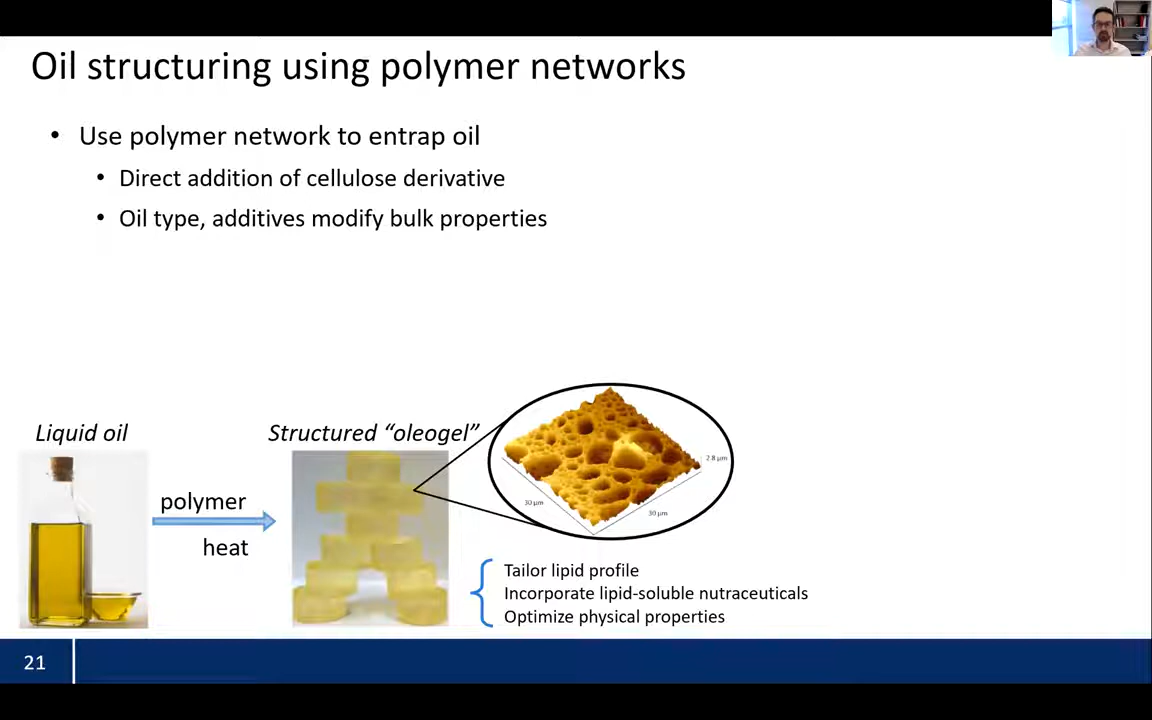 Oil structuring using polymer networks
• Use polymer network to entrap oil
• Direct addition of cellulose derivative
• Oil type, additives modify bulk properties
Liquid oil
Structured “oleogel”
polymer
heat
2.8 µm
30 µm
30 µm
Tailor lipid profile
Incorporate lipid-soluble nutraceuticals
Optimize physical properties
21